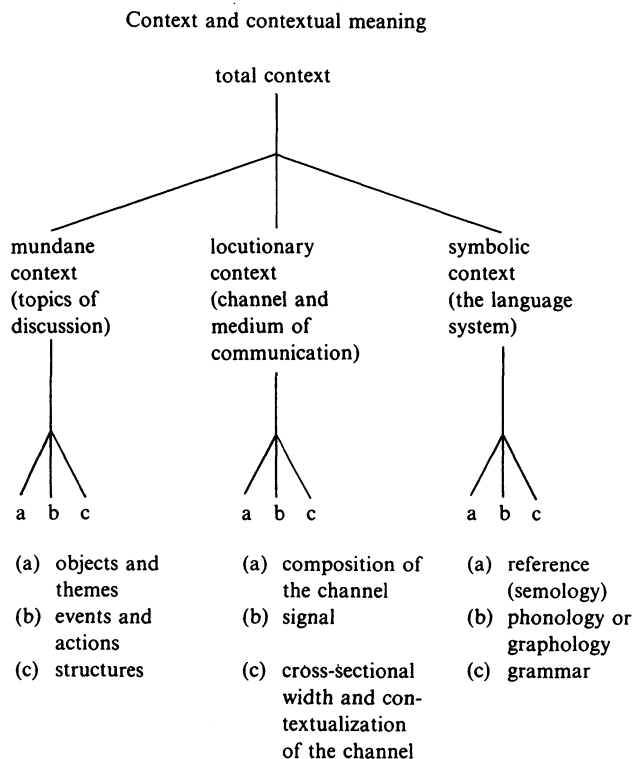 Context and contextual meaning
total context
mundane
context
(topics of
discussion)
locutionary
context
(channel and
medium of
communication)
symbolic
context
(the language
system)
a b c
a b c
a b c
(a) objects and
themes
(b) events and
actions
(c) structures
(a) composition of
the channel
(b) signal
(c) cross-sectional
width and con-
textualization
of the channel
(a) reference
(semology)
(b) phonology or
graphology
(c) grammar